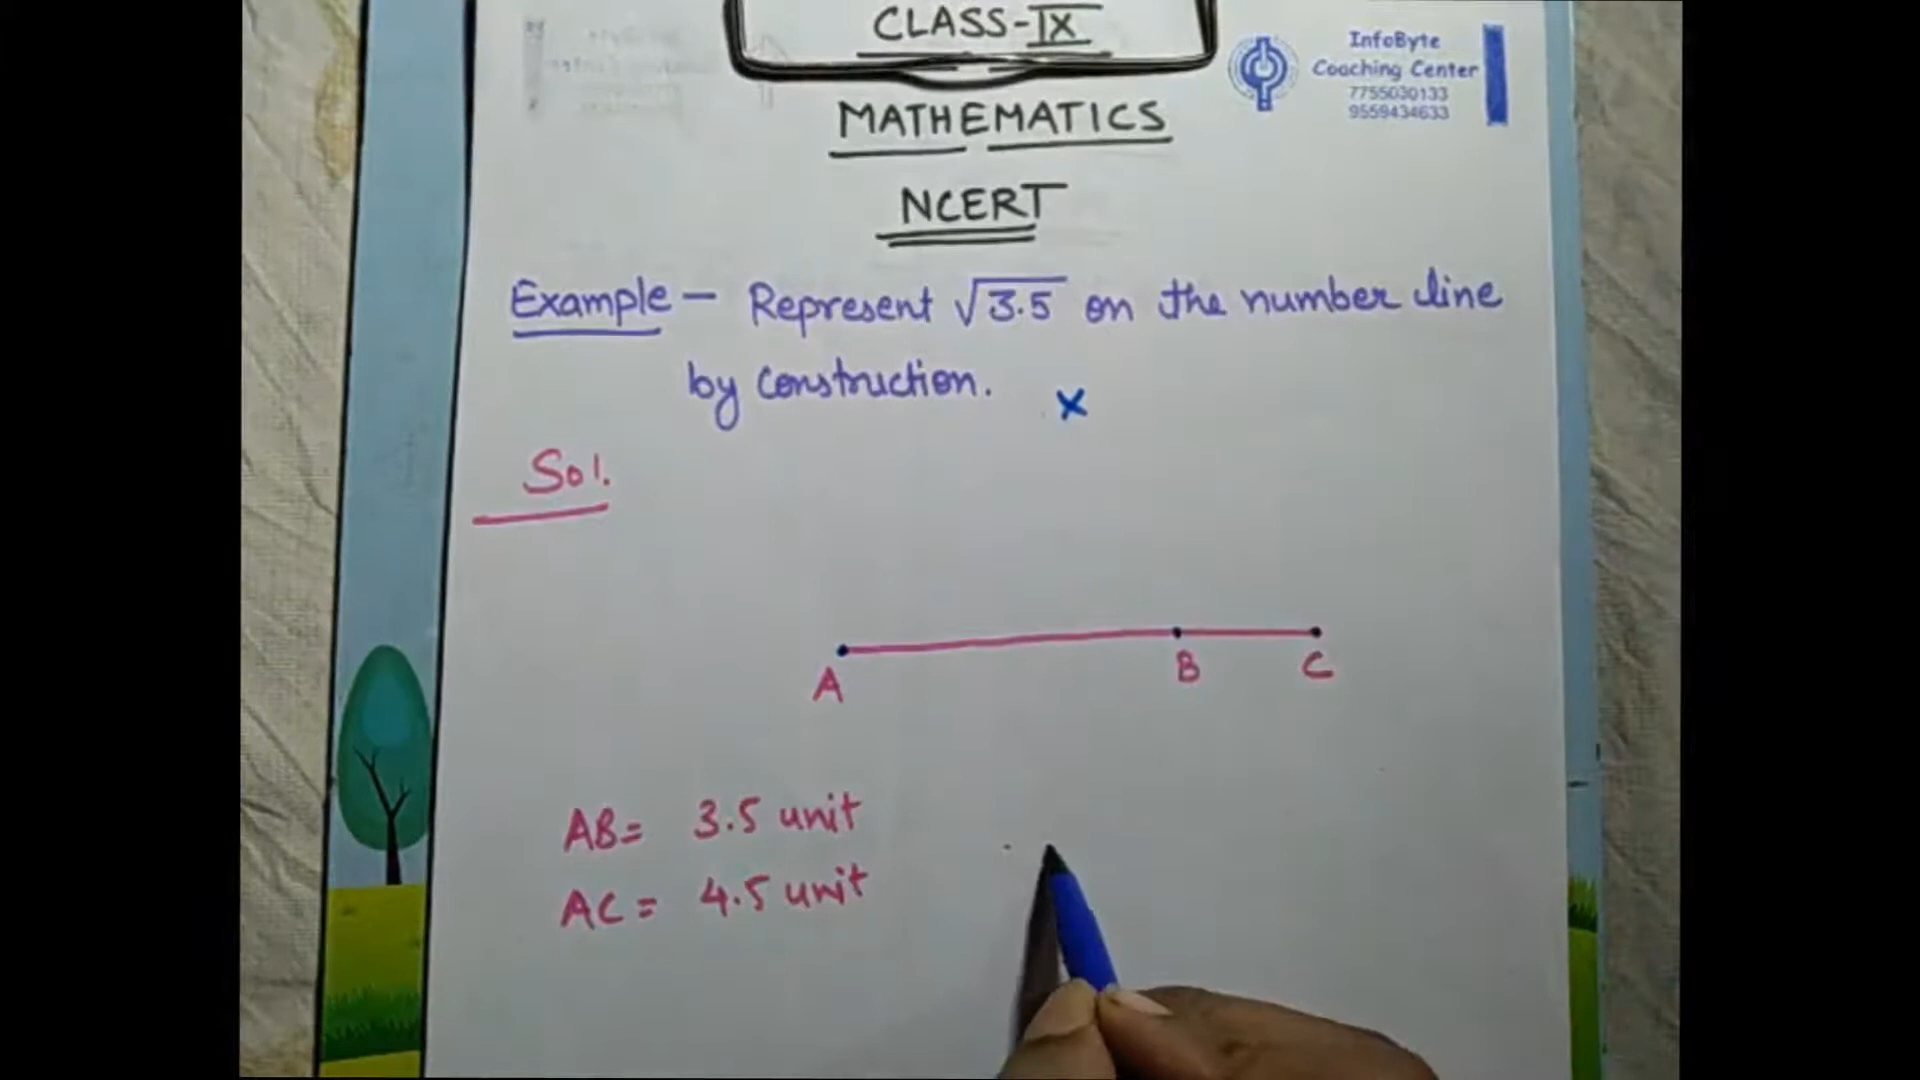 CLASS-IX
InfoByte
Coaching Center
7755030133
9559434633
MATHEMATICS
NCERT
Example - Represent √3.5 on the number line
by construction.
×
Sol.
A B C
AB= 3.5 unit
AC= 4.5 unit